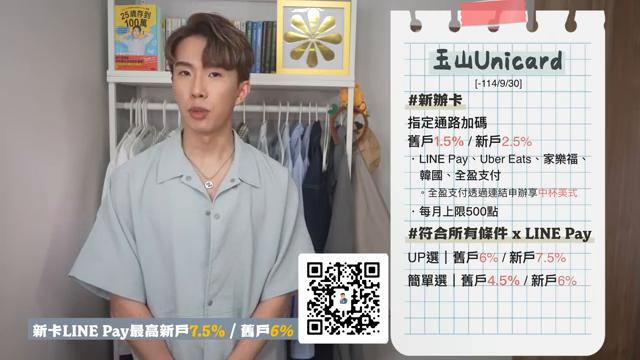 25歲存到
100萬
玉山Unicard
[-114/9/30]
#新辦卡
指定通路加碼
舊戶1.5% / 新戶2.5%
·LINE Pay、Uber Eats、家樂福、
韓國、全盈支付
。全盈支付透過連結申辦享中杯美式
·每月上限500點
#符合所有條件 x LINE Pay
UP選｜舊戶6% / 新戶7.5%
簡單選｜舊戶4.5% / 新戶6%
新卡LINE Pay最高新戶7.5% / 舊戶6%